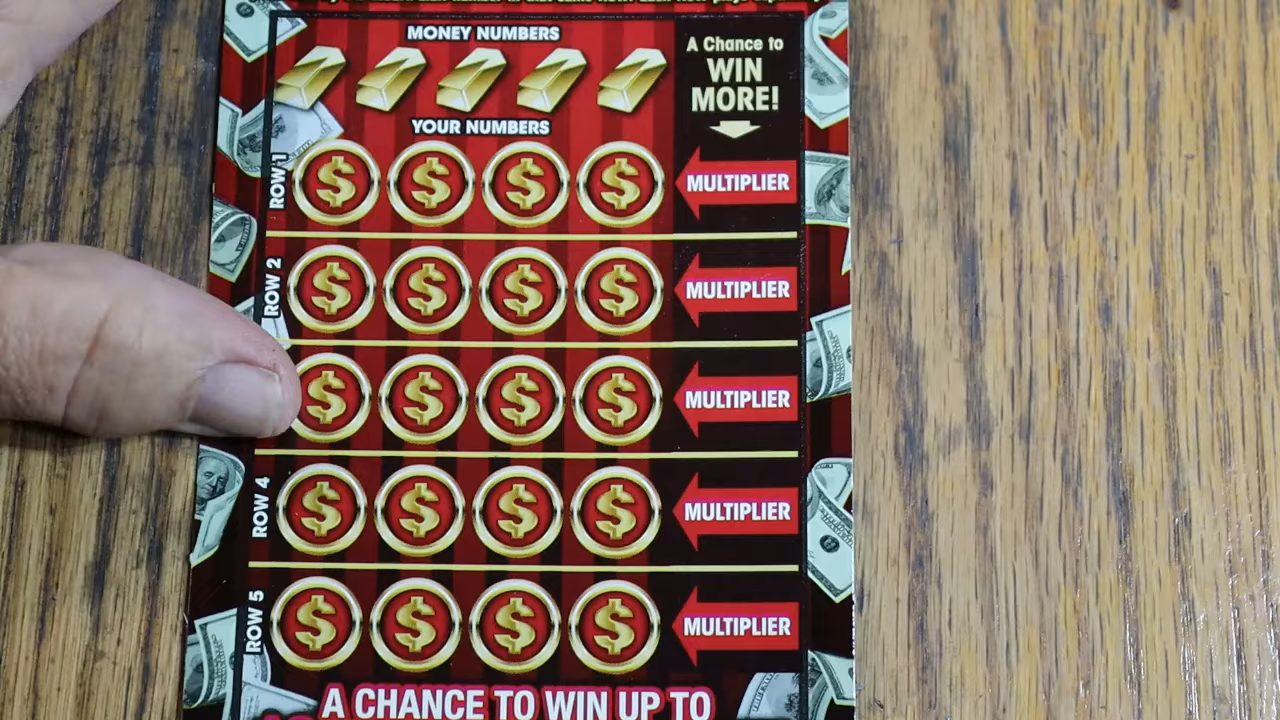 MONEY NUMBERS
A Chance to
WIN
MORE!
YOUR NUMBERS
ROW 1
MULTIPLIER
ROW 2
MULTIPLIER
MULTIPLIER
ROW 4
MULTIPLIER
ROW 5
MULTIPLIER
A CHANCE TO WIN UP TO